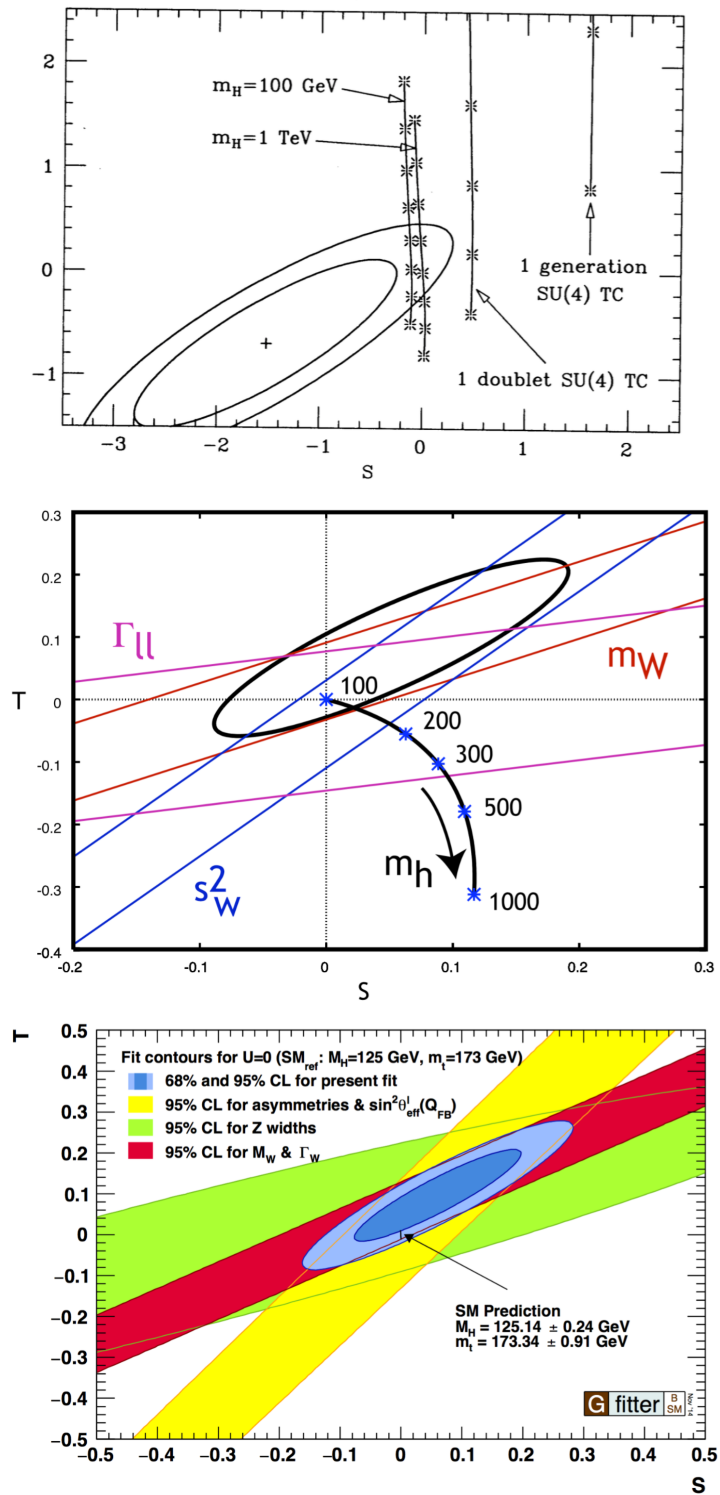 2
1
0
−1
m_H=100 GeV
m_H=1 TeV
1 generation
SU(4) TC
1 doublet SU(4) TC
−3
−2
−1
0
1
2
S
0.3
0.2
0.1
0
-0.1
-0.2
-0.3
-0.4
T
Γ_ll
m_W
100
200
300
500
1000
m_h
s²_W
-0.2
-0.1
0
0.1
0.2
0.3
S
T
0.5
0.4
0.3
0.2
0.1
0
−0.1
−0.2
−0.3
−0.4
−0.5
Fit contours for U=0 (SM_ref: M_H=125 GeV, m_t=173 GeV)
68% and 95% CL for present fit
95% CL for asymmetries & sin²θ^l_eff(Q_FB)
95% CL for Z widths
95% CL for M_W & Γ_W
SM Prediction
M_H = 125.14 ± 0.24 GeV
m_t = 173.34 ± 0.91 GeV
G fitter B SM
Nov '14
−0.5
−0.4
−0.3
−0.2
−0.1
0
0.1
0.2
0.3
0.4
0.5
S